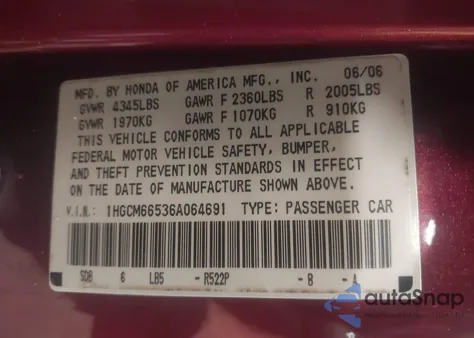 MFD. BY HONDA OF AMERICA MFG., INC. 06/06
GVWR 4345LBS GAWR F 2360LBS R 2005LBS
GVWR 1970KG GAWR F 1070KG R 910KG
THIS VEHICLE CONFORMS TO ALL APPLICABLE
FEDERAL MOTOR VEHICLE SAFETY, BUMPER,
AND THEFT PREVENTION STANDARDS IN EFFECT
ON THE DATE OF MANUFACTURE SHOWN ABOVE.
V.I.N.: 1HGCM66536A064691 TYPE: PASSENGER CAR
SDB 6 LB5 -R522P -B -A
autoSnap